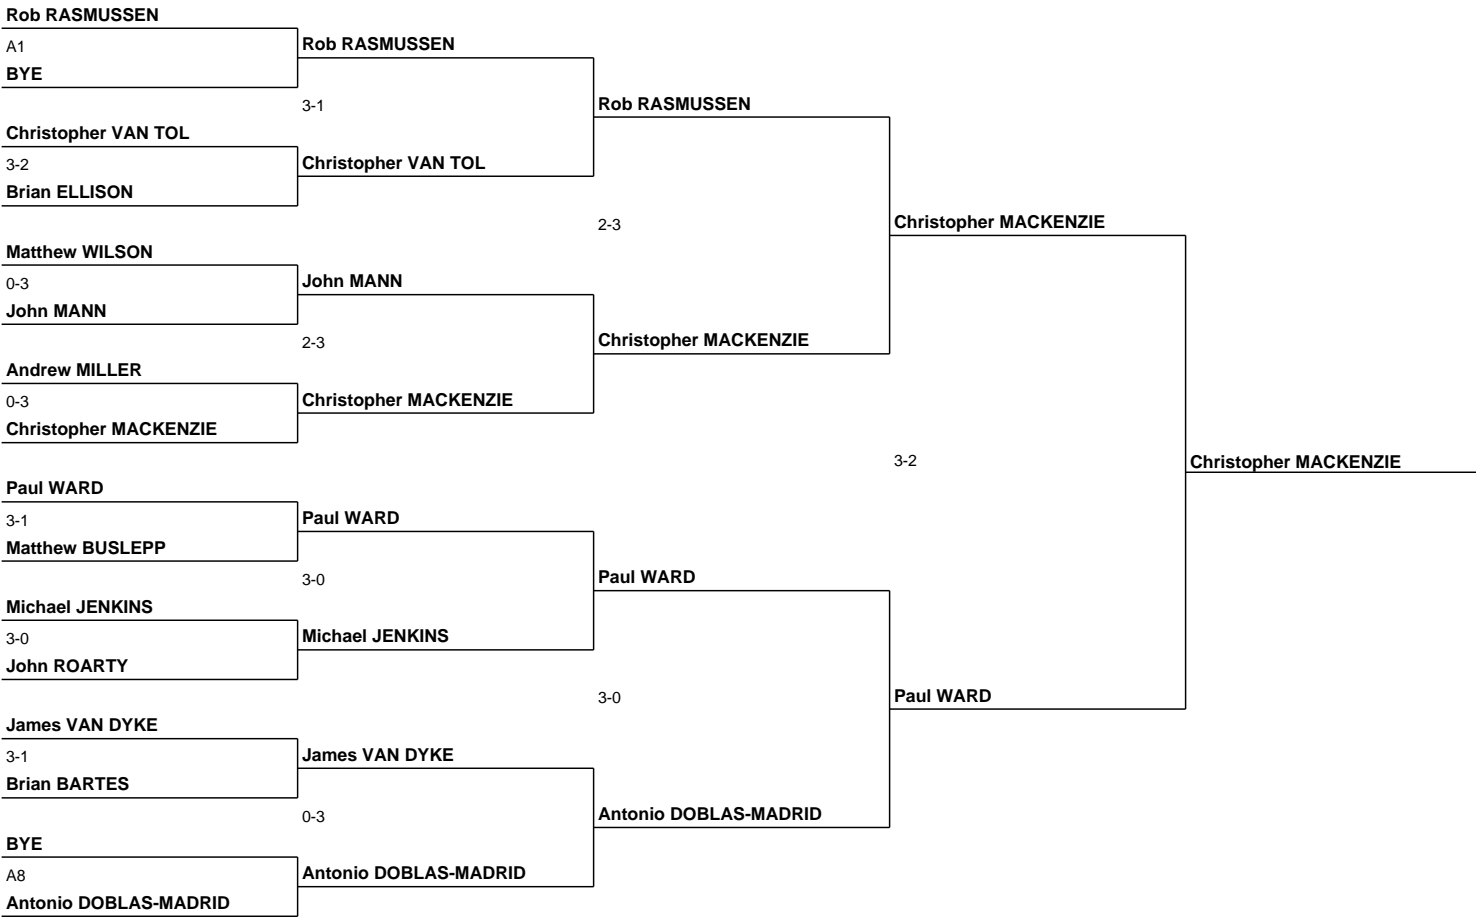 Rob RASMUSSEN
A1
BYE
Christopher VAN TOL
3-2
Brian ELLISON
Matthew WILSON
0-3
John MANN
Andrew MILLER
0-3
Christopher MACKENZIE
Paul WARD
3-1
Matthew BUSLEPP
Michael JENKINS
3-0
John ROARTY
James VAN DYKE
3-1
Brian BARTES
BYE
A8
Antonio DOBLAS-MADRID
Rob RASMUSSEN
3-1
Christopher VAN TOL
John MANN
2-3
Christopher MACKENZIE
Paul WARD
3-0
Michael JENKINS
James VAN DYKE
0-3
Antonio DOBLAS-MADRID
Rob RASMUSSEN
2-3
Christopher MACKENZIE
Paul WARD
3-0
Antonio DOBLAS-MADRID
Christopher MACKENZIE
3-2
Paul WARD
Christopher MACKENZIE